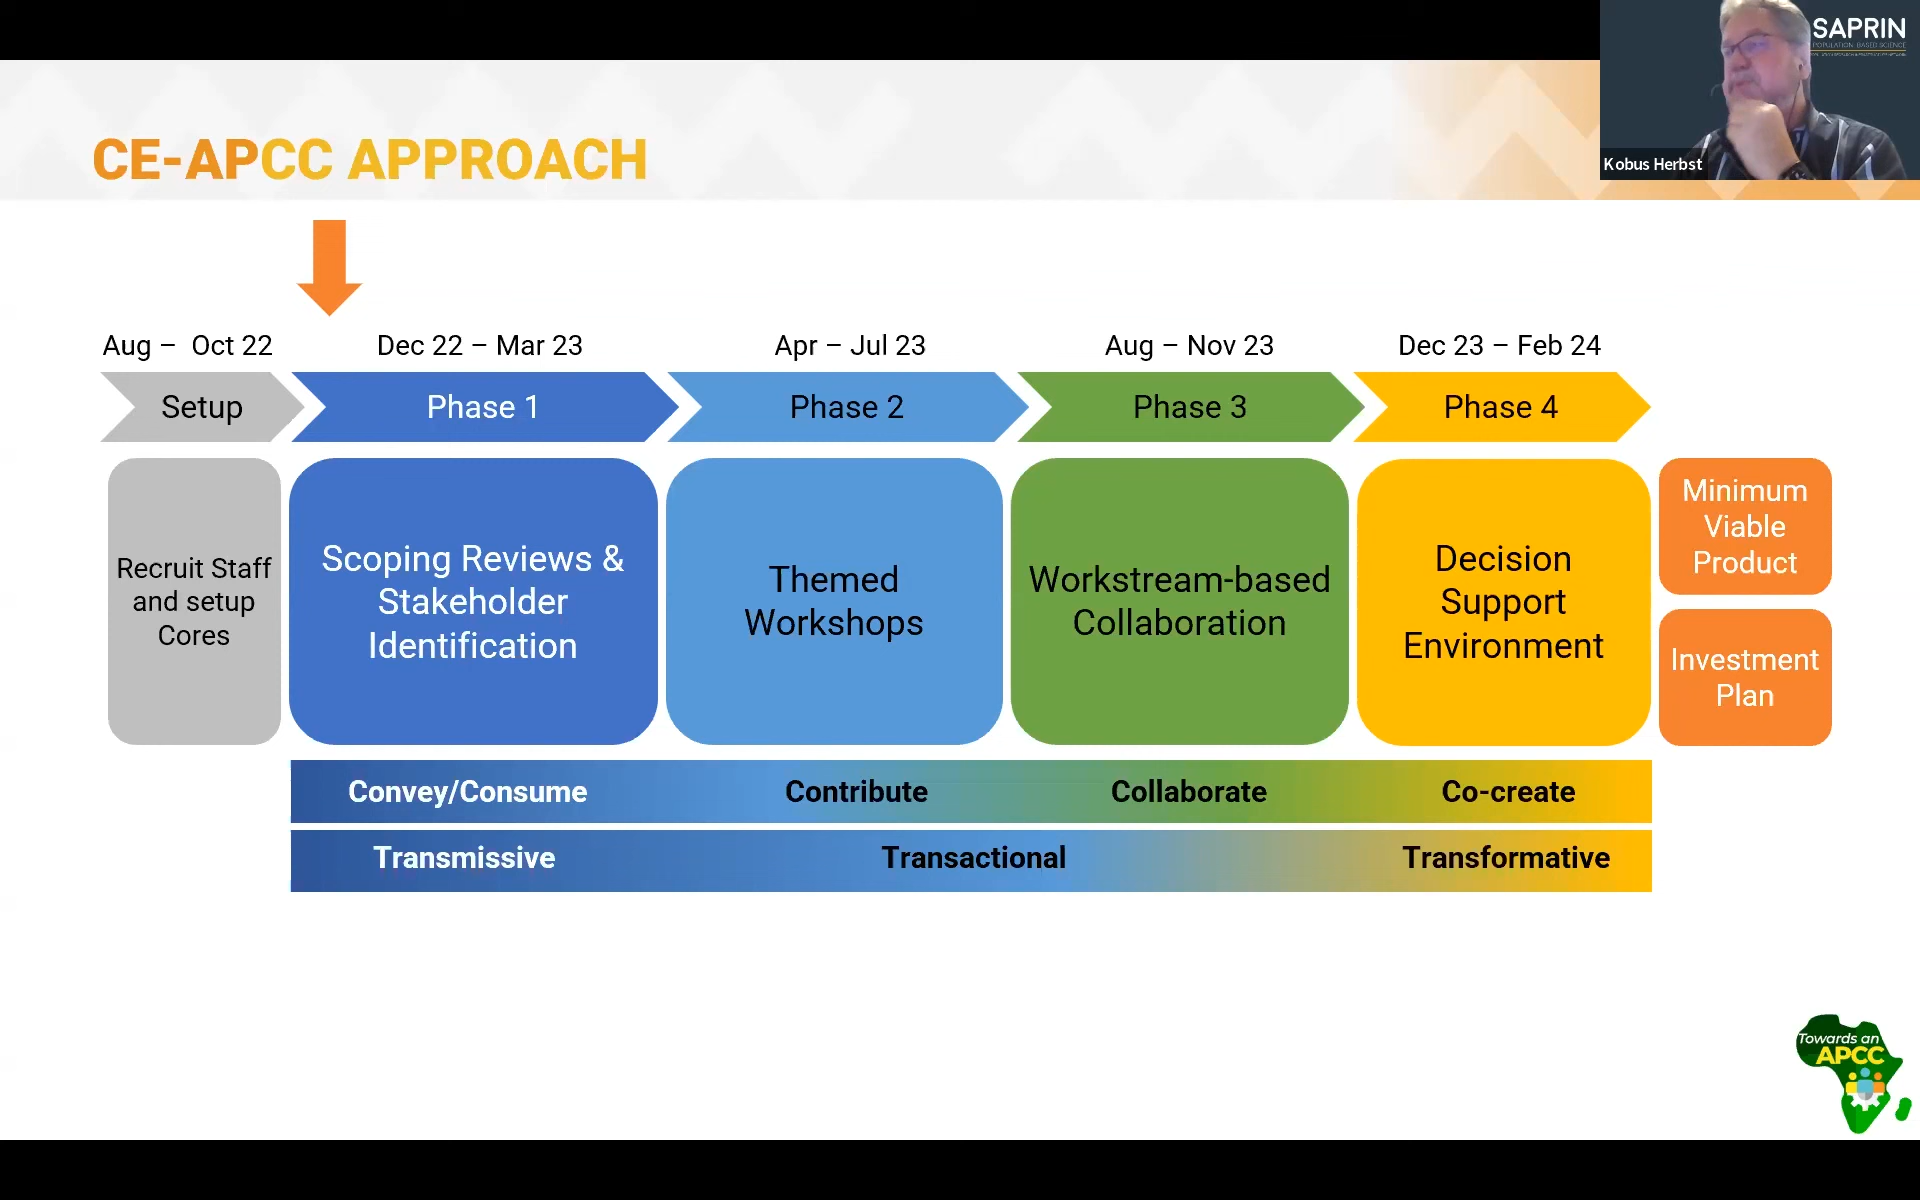 SAPRIN
POPULATION-BASED SCIENCE
Kobus Herbst
CE-APCC APPROACH
Aug – Oct 22
Dec 22 – Mar 23
Apr – Jul 23
Aug – Nov 23
Dec 23 – Feb 24
Setup
Phase 1
Phase 2
Phase 3
Phase 4
Recruit Staff
and setup
Cores
Scoping Reviews &
Stakeholder
Identification
Themed
Workshops
Workstream-based
Collaboration
Decision
Support
Environment
Minimum
Viable
Product
Investment
Plan
Convey/Consume
Contribute
Collaborate
Co-create
Transmissive
Transactional
Transformative
Towards an
APCC